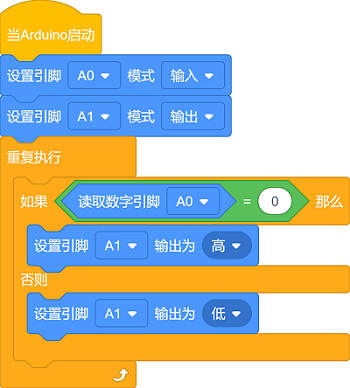 当Arduino启动
设置引脚 A0 模式 输入
设置引脚 A1 模式 输出
重复执行
如果 读取数字引脚 A0 = 0 那么
设置引脚 A1 输出为 高
否则
设置引脚 A1 输出为 低